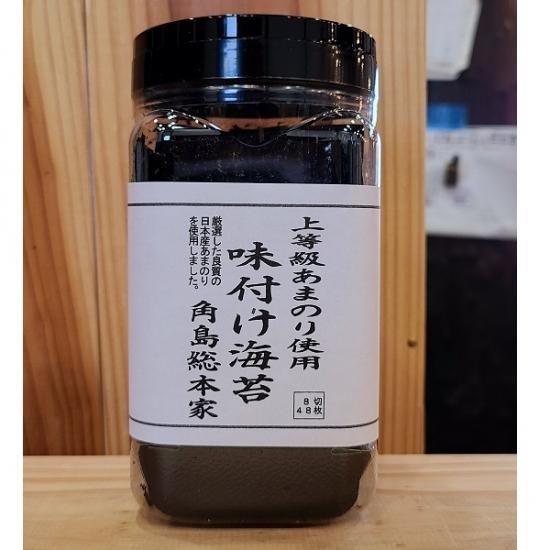 上等級あまのり使用
味付け海苔
厳選した良質の
日本産あまのり
を使用しました。
角島総本家
8切
48枚